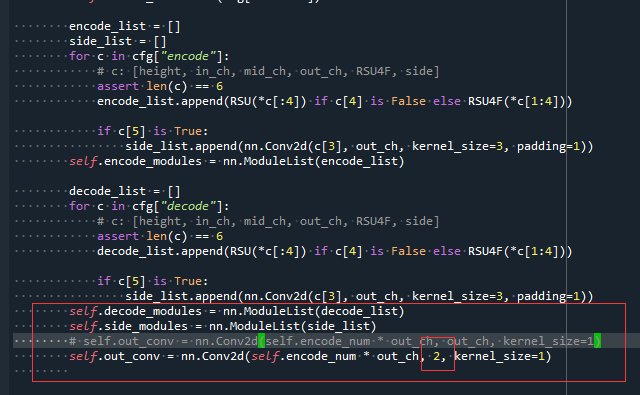 encode_list = []
side_list = []
for c in cfg["encode"]:
# c: [height, in_ch, mid_ch, out_ch, RSU4F, side]
assert len(c) == 6
encode_list.append(RSU(*c[:4]) if c[4] is False else RSU4F(*c[1:4]))
if c[5] is True:
side_list.append(nn.Conv2d(c[3], out_ch, kernel_size=3, padding=1))
self.encode_modules = nn.ModuleList(encode_list)
decode_list = []
for c in cfg["decode"]:
# c: [height, in_ch, mid_ch, out_ch, RSU4F, side]
assert len(c) == 6
decode_list.append(RSU(*c[:4]) if c[4] is False else RSU4F(*c[1:4]))
if c[5] is True:
side_list.append(nn.Conv2d(c[3], out_ch, kernel_size=3, padding=1))
self.decode_modules = nn.ModuleList(decode_list)
self.side_modules = nn.ModuleList(side_list)
# self.out_conv = nn.Conv2d(self.encode_num * out_ch, out_ch, kernel_size=1)
self.out_conv = nn.Conv2d(self.encode_num * out_ch, 2, kernel_size=1)